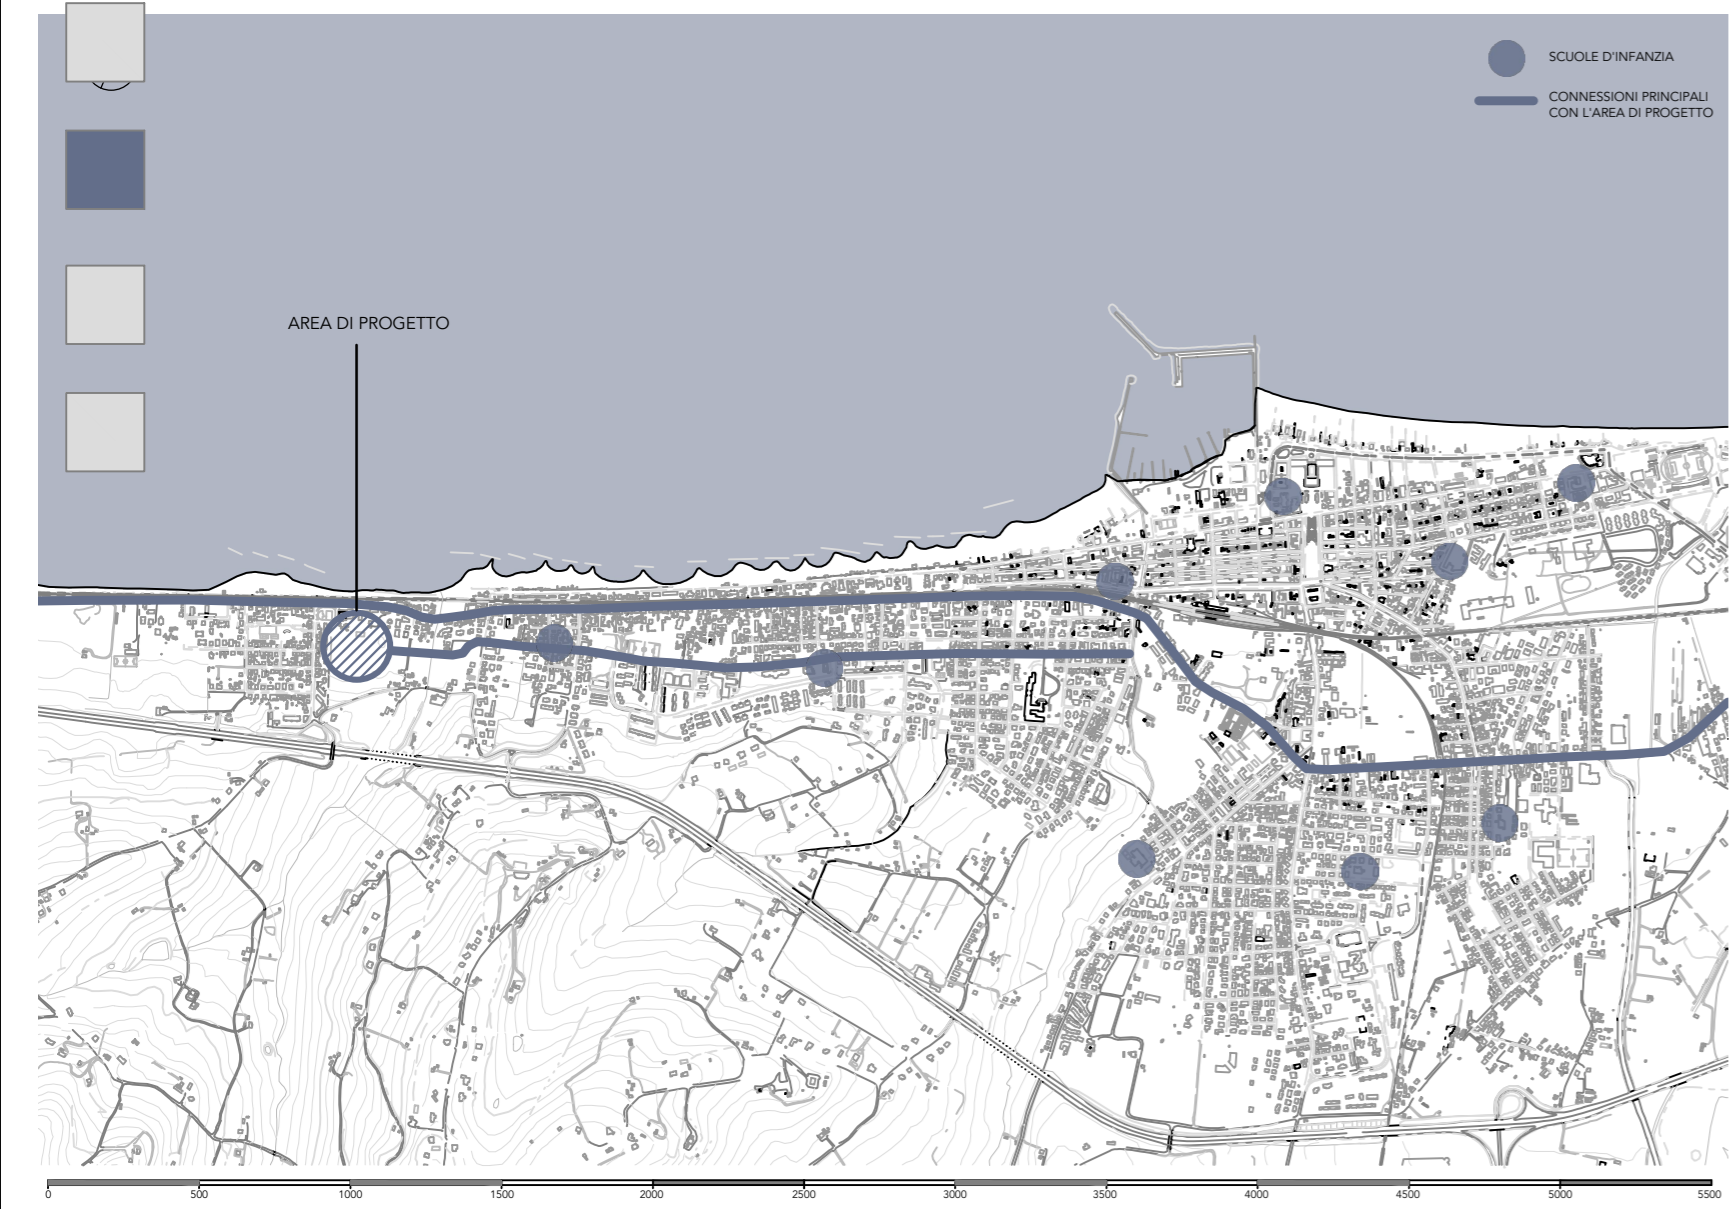 SCUOLE D'INFANZIA
CONNESSIONI PRINCIPALI
CON L'AREA DI PROGETTO
AREA DI PROGETTO
0 500 1000 1500 2000 2500 3000 3500 4000 4500 5000 5500